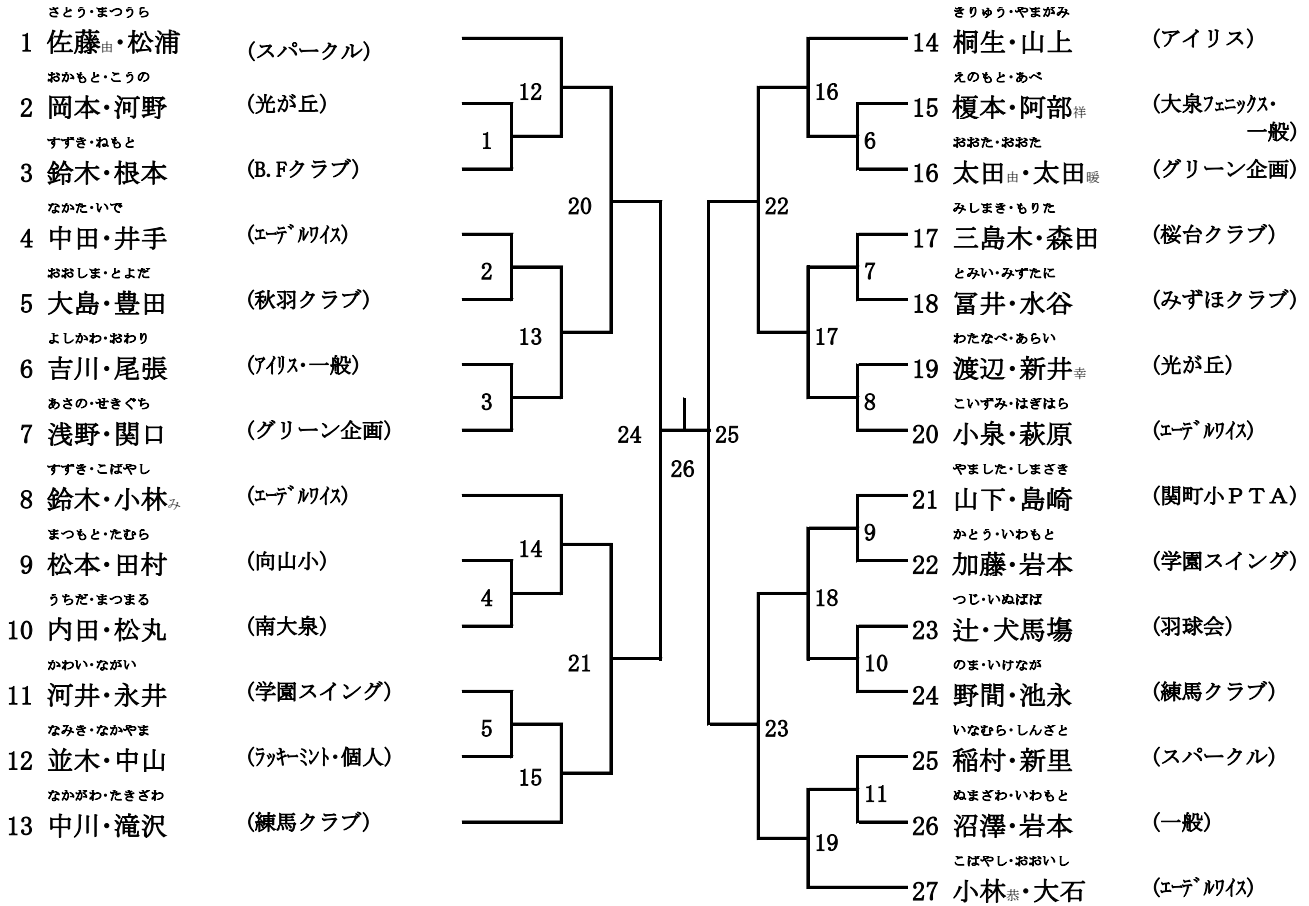 さとう・まつうら
1 佐藤由・松浦 (スパークル)
おかもと・こうの
2 岡本・河野 (光が丘)
すずき・ねもと
3 鈴木・根本 (B.Fクラブ)
なかた・いで
4 中田・井手 (ｴｰﾃﾞﾙﾜｲｽ)
おおしま・とよだ
5 大島・豊田 (秋羽クラブ)
よしかわ・おわり
6 吉川・尾張 (ｱｲﾘｽ・一般)
あさの・せきぐち
7 浅野・関口 (グリーン企画)
すずき・こばやし
8 鈴木・小林み (ｴｰﾃﾞﾙﾜｲｽ)
まつもと・たむら
9 松本・田村 (向山小)
うちだ・まつまる
10 内田・松丸 (南大泉)
かわい・ながい
11 河井・永井 (学園スイング)
なみき・なかやま
12 並木・中山 (ﾗｯｷｰﾐﾝﾄ・個人)
なかがわ・たきざわ
13 中川・滝沢 (練馬クラブ)
12
1
20
2
13
3
24
14
4
21
5
15
26
25
16
6
22
7
17
8
9
18
10
23
11
19
きりゅう・やまがみ
14 桐生・山上 (アイリス)
えのもと・あべ
15 榎本・阿部祥 (大泉ﾌｪﾆｯｸｽ・
一般)
おおた・おおた
16 太田由・太田暖 (グリーン企画)
みしまき・もりた
17 三島木・森田 (桜台クラブ)
とみい・みずたに
18 冨井・水谷 (みずほクラブ)
わたなべ・あらい
19 渡辺・新井幸 (光が丘)
こいずみ・はぎはら
20 小泉・萩原 (ｴｰﾃﾞﾙﾜｲｽ)
やました・しまざき
21 山下・島崎 (関町小ＰＴＡ)
かとう・いわもと
22 加藤・岩本 (学園スイング)
つじ・いぬばば
23 辻・犬馬塲 (羽球会)
のま・いけなが
24 野間・池永 (練馬クラブ)
いなむら・しんざと
25 稲村・新里 (スパークル)
ぬまざわ・いわもと
26 沼澤・岩本 (一般)
こばやし・おおいし
27 小林恭・大石 (ｴｰﾃﾞﾙﾜｲｽ)